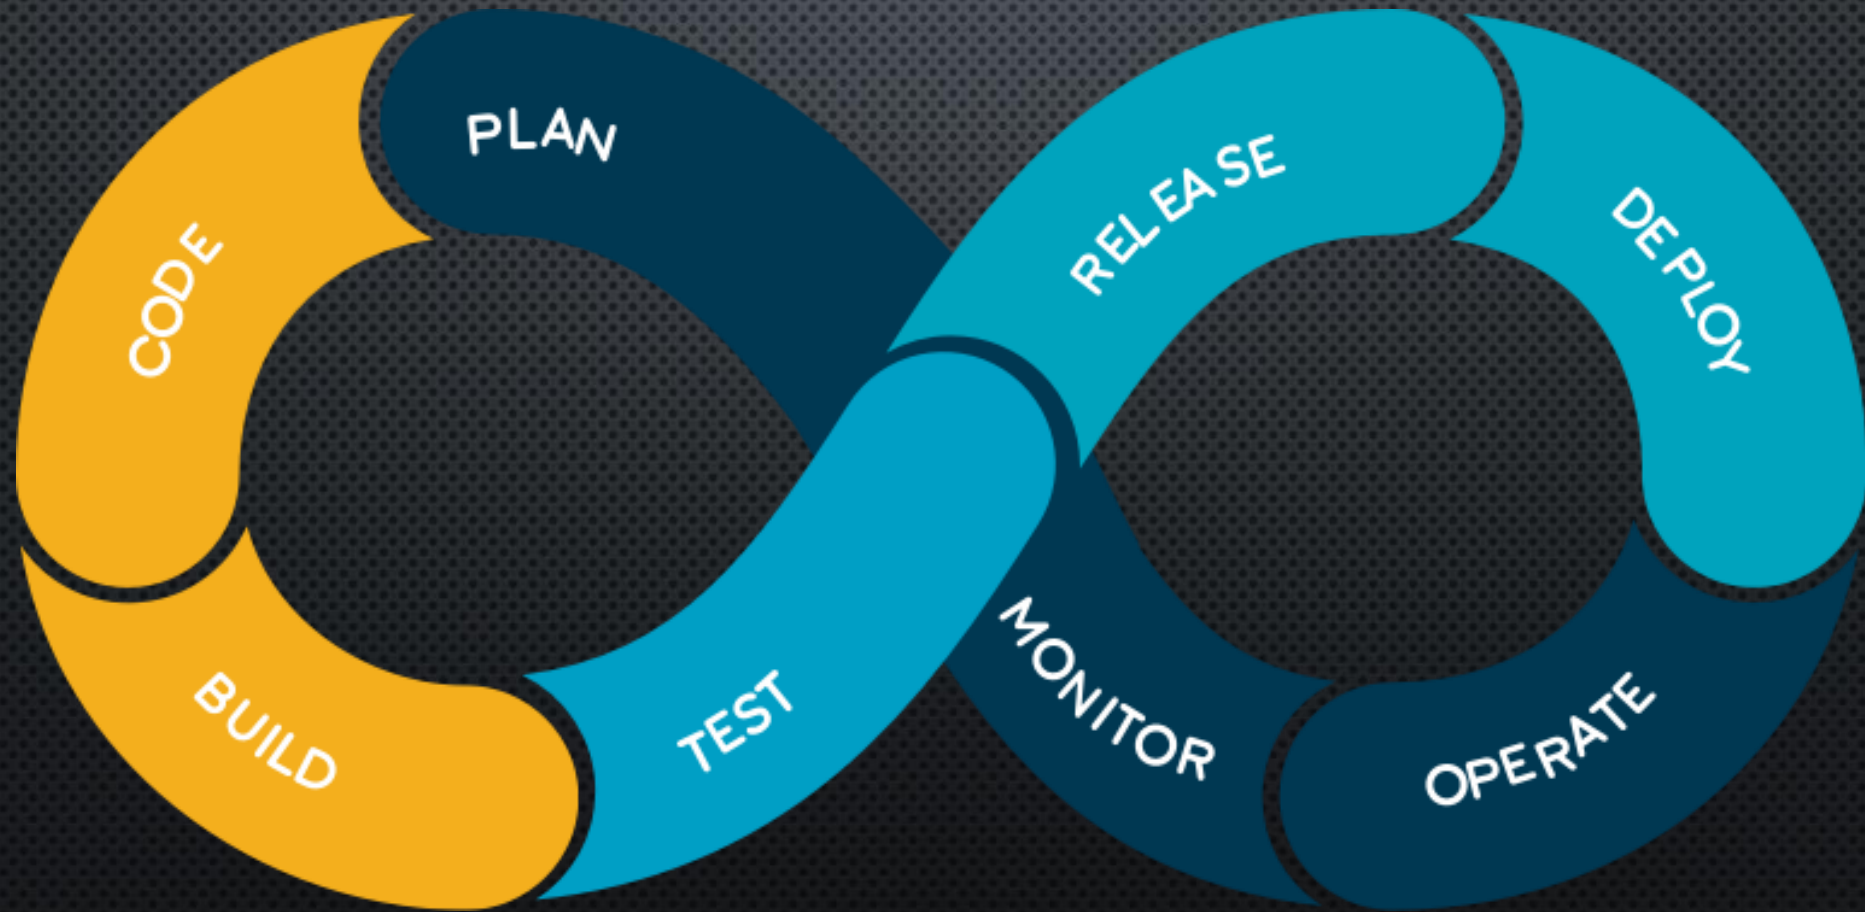 PLAN
CODE
BUILD
TEST
RELEASE
DEPLOY
OPERATE
MONITOR